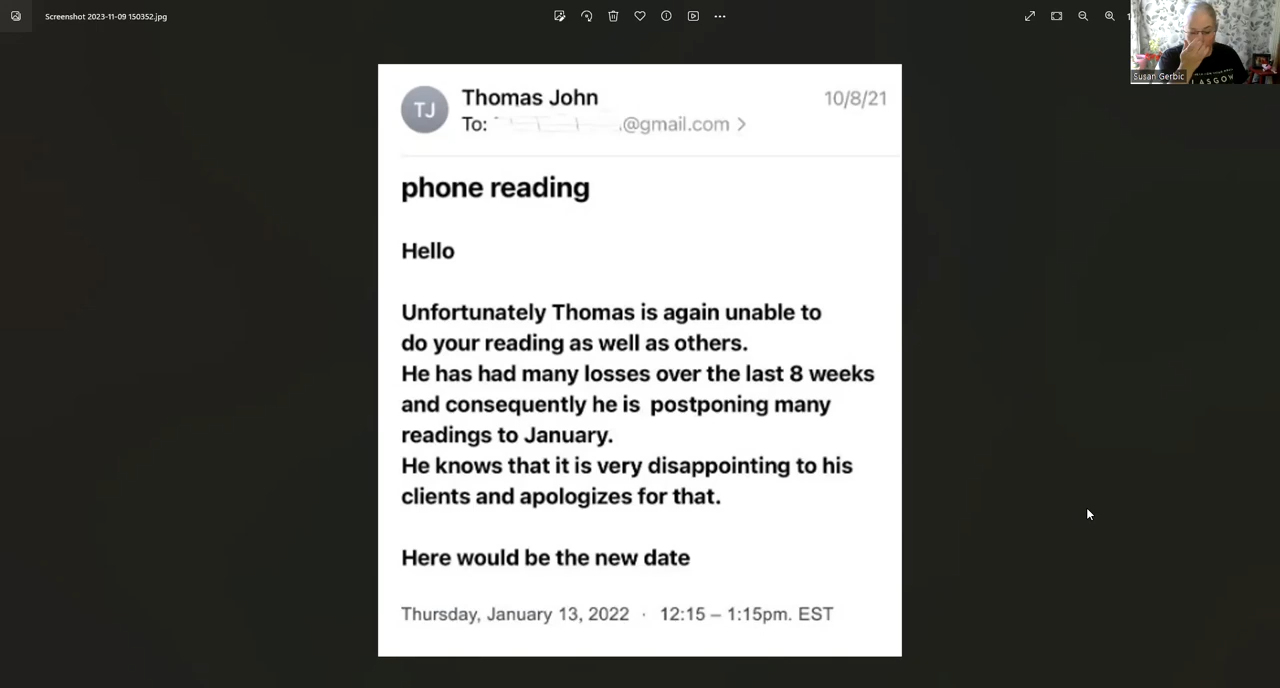 Screenshot 2023-11-09 150352.jpg
Susan Gerbic
GLASGOW
TJ
Thomas John
10/8/21
To: @gmail.com >
phone reading
Hello
Unfortunately Thomas is again unable to
do your reading as well as others.
He has had many losses over the last 8 weeks
and consequently he is postponing many
readings to January.
He knows that it is very disappointing to his
clients and apologizes for that.
Here would be the new date
Thursday, January 13, 2022 · 12:15 – 1:15pm. EST